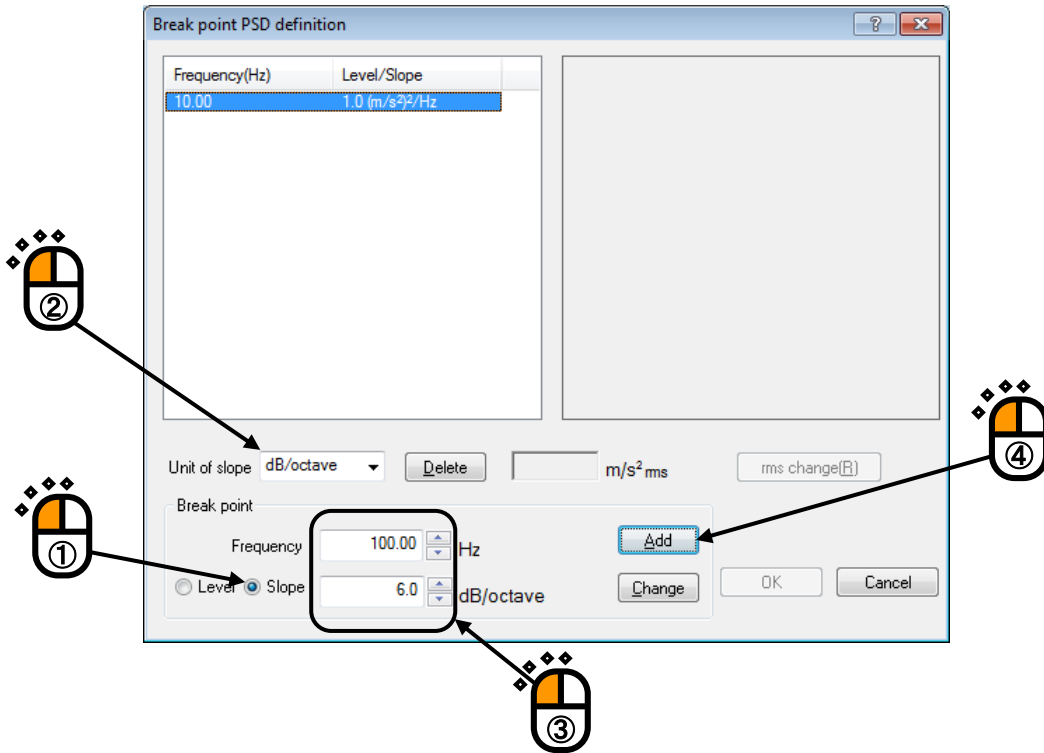 Break point PSD definition
?
Frequency(Hz) Level/Slope
10.00 1.0 (m/s²)²/Hz
②
④
Unit of slope dB/octave Delete m/s² rms rms change(R)
Break point
①
Frequency 100.00 Hz Add
Level Slope 6.0 dB/octave Change OK Cancel
③